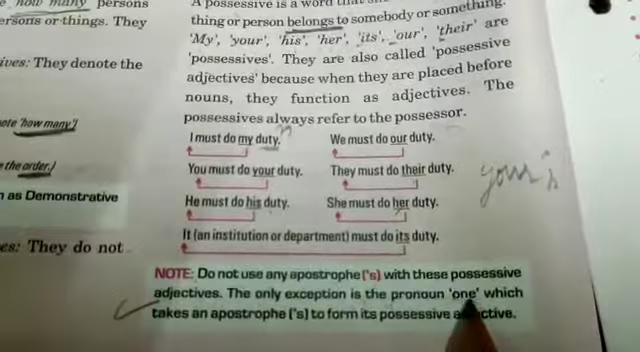 how many persons
ersons or things. They
ives: They denote the
ote 'how many')
the order.)
n as Demonstrative
es: They do not
A possessive is a word that
thing or person belongs to somebody or something.
'My', 'your', 'his', 'her', 'its', 'our', 'their' are
'possessives'. They are also called 'possessive
adjectives' because when they are placed before
nouns, they function as adjectives. The
possessives always refer to the possessor.
I must do my duty. We must do our duty.
You must do your duty. They must do their duty.
He must do his duty. She must do her duty.
It (an institution or department) must do its duty.
NOTE: Do not use any apostrophe ('s) with these possessive
adjectives. The only exception is the pronoun 'one' which
takes an apostrophe ('s) to form its possessive